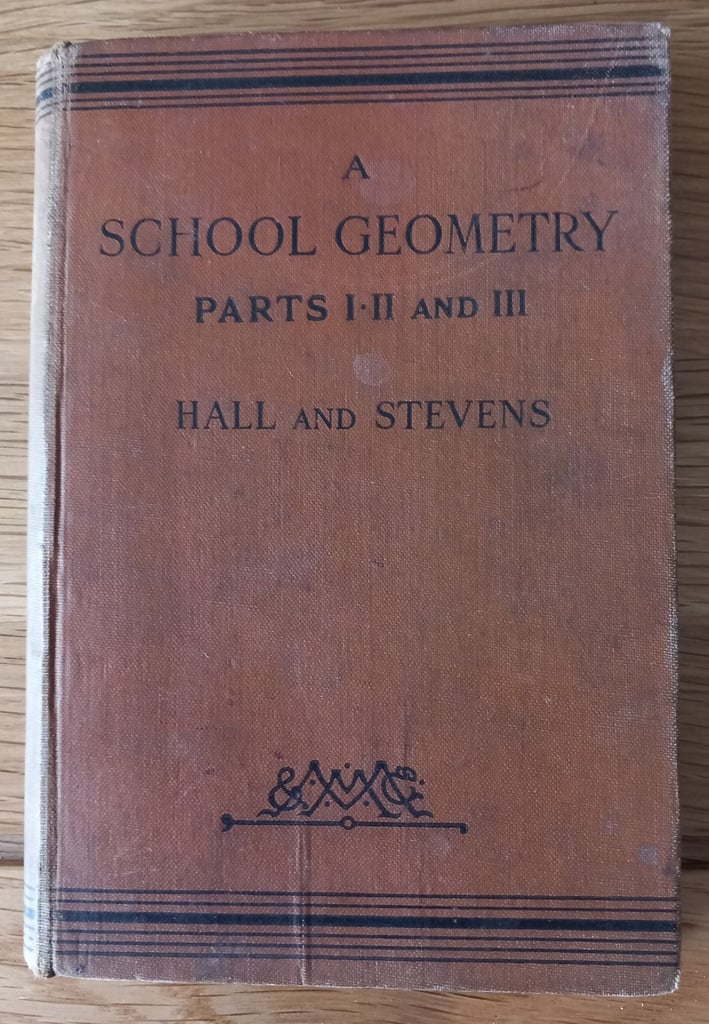 A
SCHOOL GEOMETRY
PARTS I·II AND III
HALL AND STEVENS